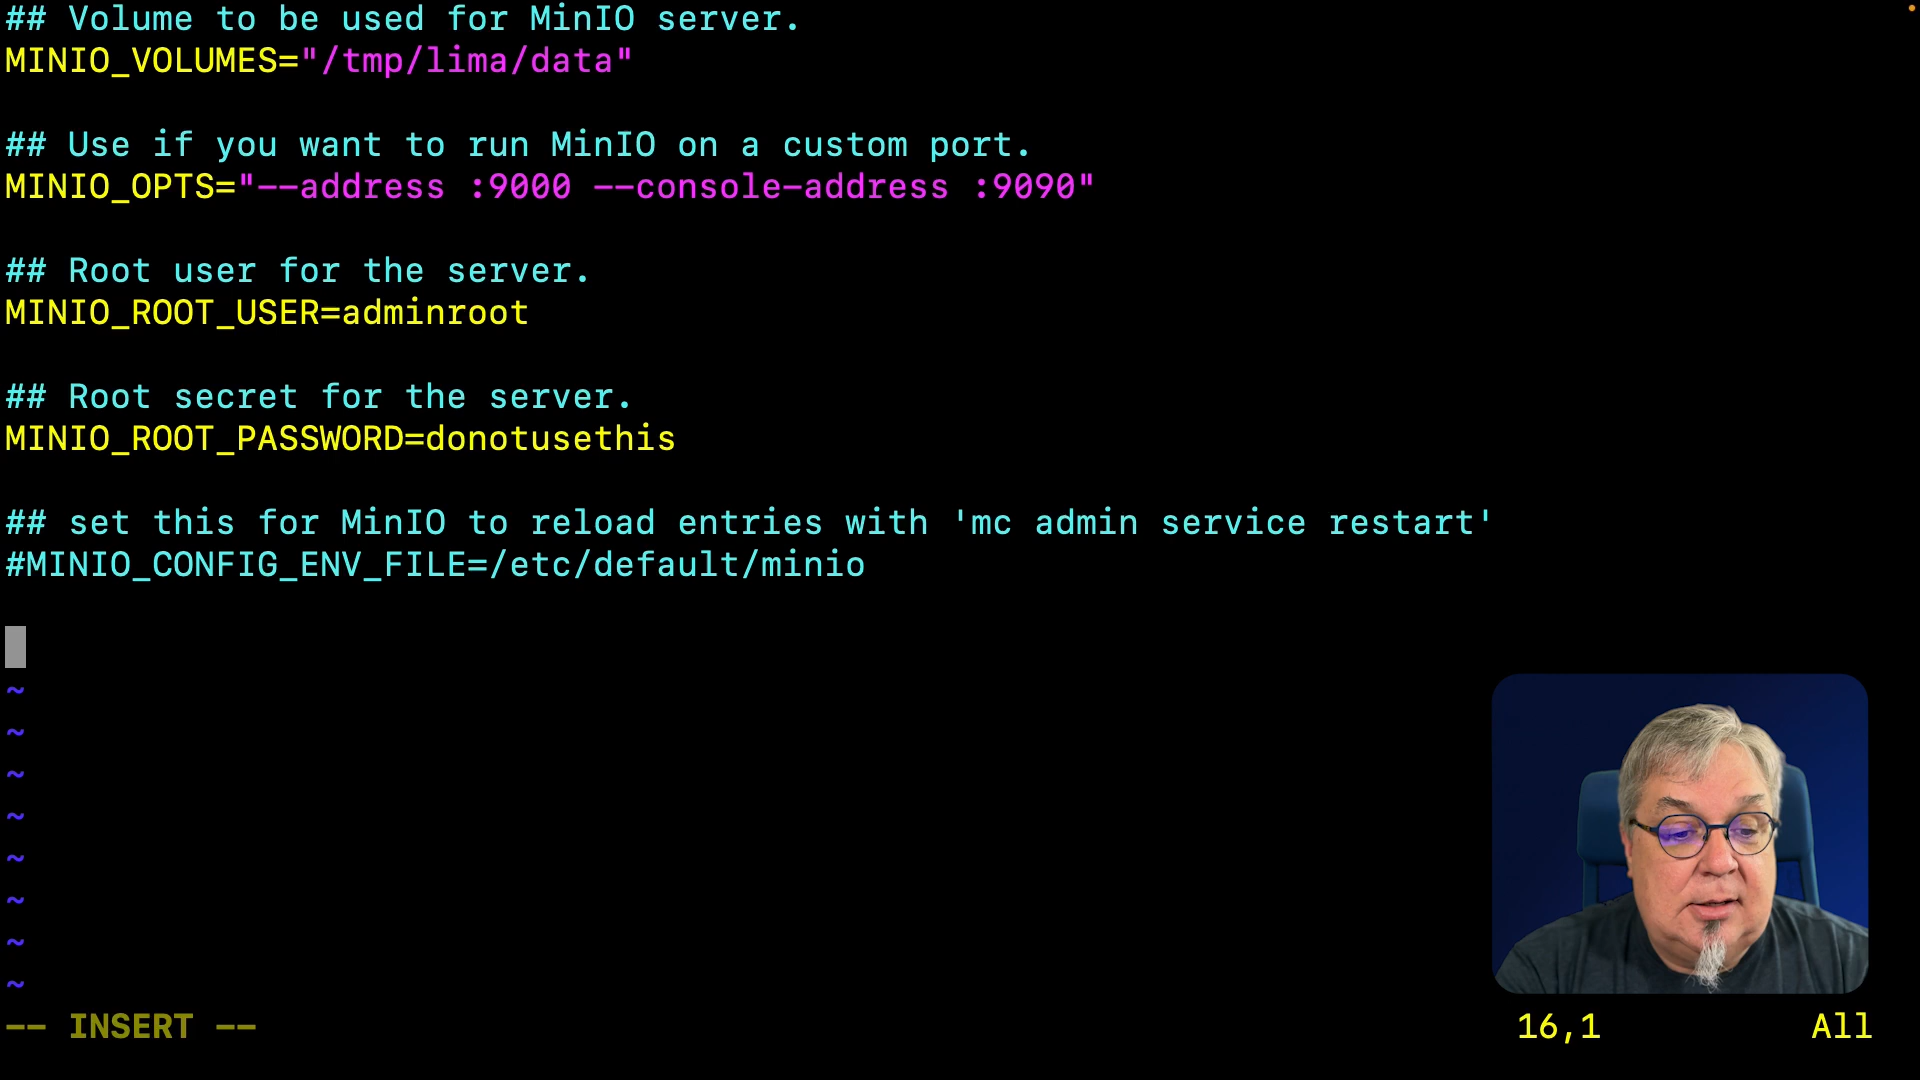 ## Volume to be used for MinIO server.
MINIO_VOLUMES="/tmp/lima/data"
## Use if you want to run MinIO on a custom port.
MINIO_OPTS="--address :9000 --console-address :9090"
## Root user for the server.
MINIO_ROOT_USER=adminroot
## Root secret for the server.
MINIO_ROOT_PASSWORD=donotusethis
## set this for MinIO to reload entries with 'mc admin service restart'
#MINIO_CONFIG_ENV_FILE=/etc/default/minio
~
~
~
~
~
~
~
~
-- INSERT -- 16,1 All